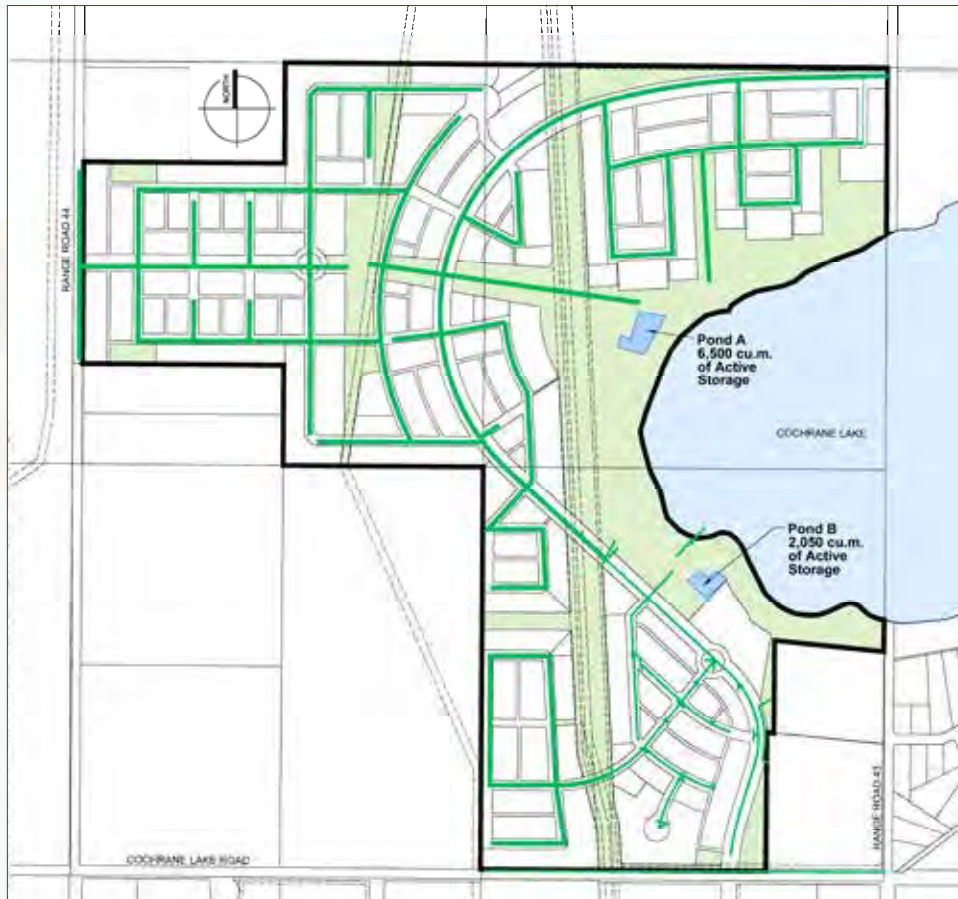 NORTH
RANGE ROAD 44
Pond A
6,500 cu.m.
of Active
Storage
COCHRANE LAKE
Pond B
2,050 cu.m.
of Active
Storage
RANGE ROAD 43
COCHRANE LAKE ROAD